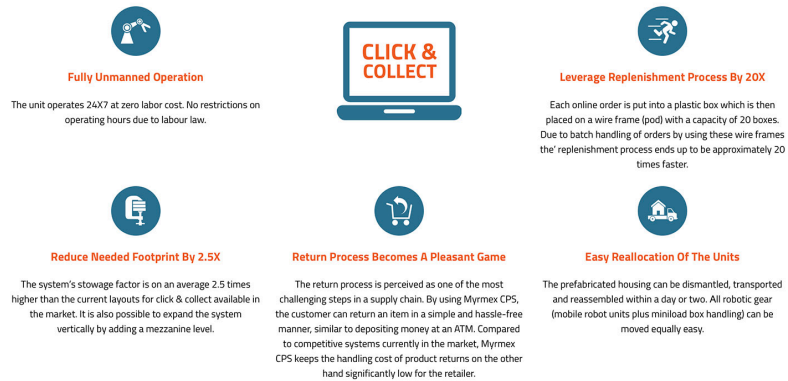 Fully Unmanned Operation
The unit operates 24X7 at zero labor cost. No restrictions on
operating hours due to labour law.
CLICK &
COLLECT
Leverage Replenishment Process By 20X
Each online order is put into a plastic box which is then
placed on a wire frame (pod) with a capacity of 20 boxes.
Due to batch handling of orders by using these wire frames
the' replenishment process ends up to be approximately 20
times faster.
Reduce Needed Footprint By 2.5X
The system's stowage factor is on an average 2.5 times
higher than the current layouts for click & collect available in
the market. It is also possible to expand the system
vertically by adding a mezzanine level.
Return Process Becomes A Pleasant Game
The return process is perceived as one of the most
challenging steps in a supply chain. By using Myrmex CPS,
the customer can return an item in a simple and hassle-free
manner, similar to depositing money at an ATM. Compared
to competitive systems currently in the market, Myrmex
CPS keeps the handling cost of product returns on the other
hand significantly low for the retailer.
Easy Reallocation Of The Units
The prefabricated housing can be dismantled, transported
and reassembled within a day or two. All robotic gear
(mobile robot units plus miniload box handling) can be
moved equally easy.